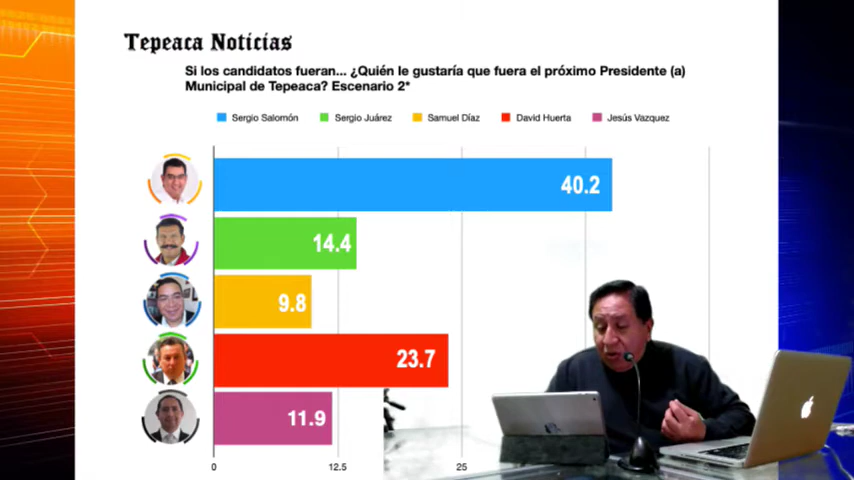 Tepeaca Noticias
Si los candidatos fueran... ¿Quién le gustaría que fuera el próximo Presidente (a)
Municipal de Tepeaca? Escenario 2*
Sergio Salomón Sergio Juárez Samuel Díaz David Huerta Jesús Vazquez
40.2
14.4
9.8
23.7
11.9
0 12.5 25